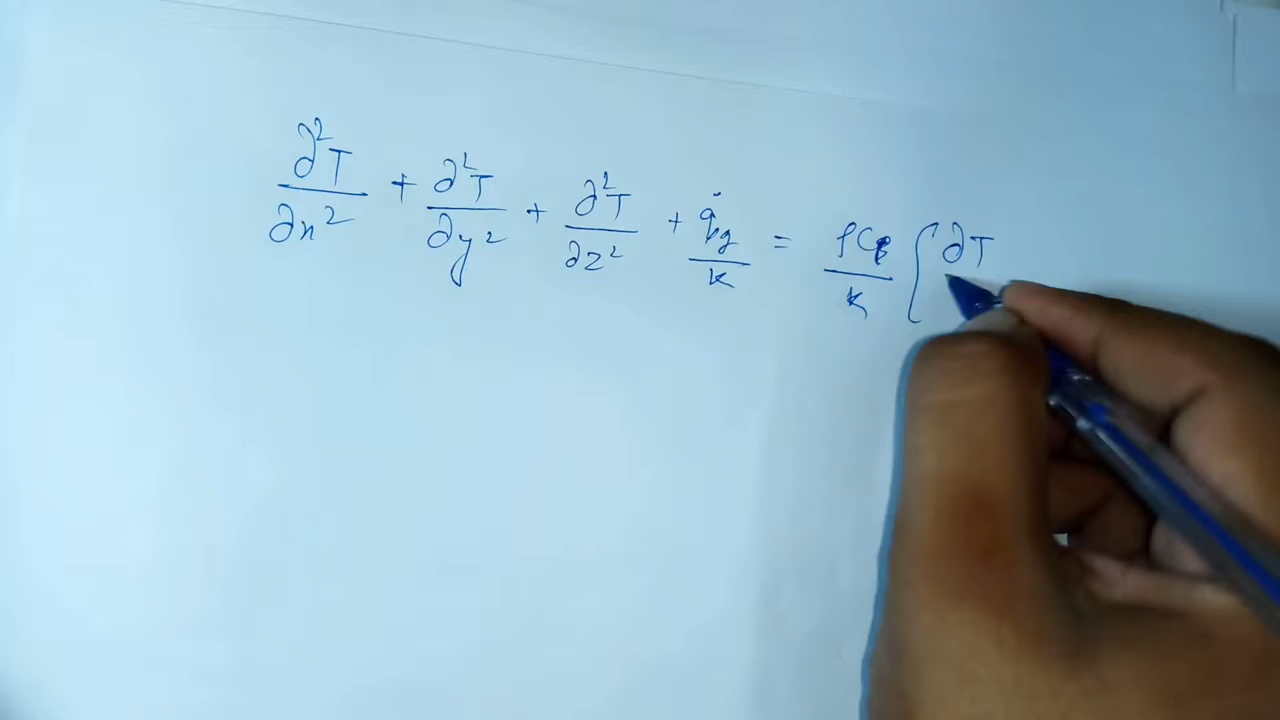 ∂²T/∂x² + ∂²T/∂y² + ∂²T/∂z² + q̇g/k = ρCp/k [ ∂T